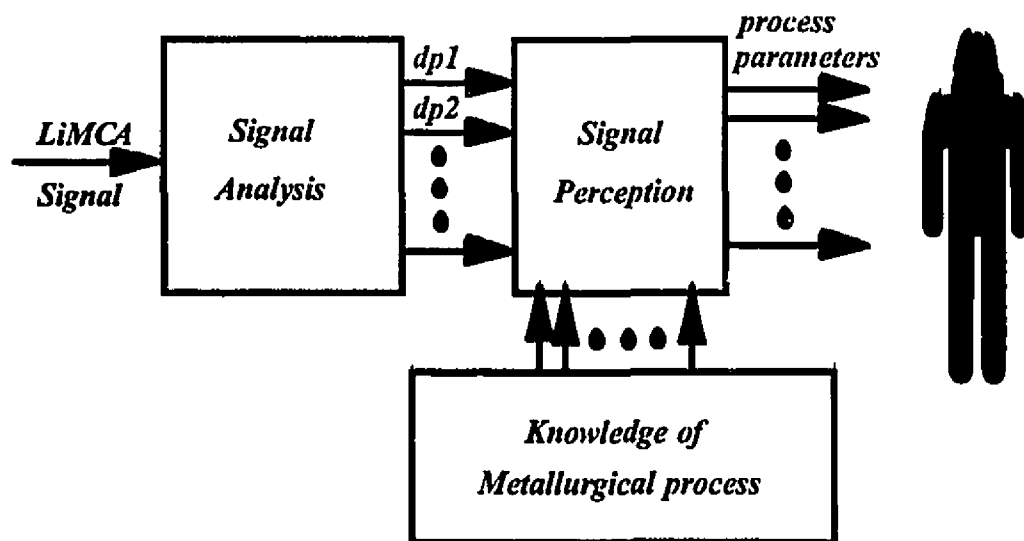 LiMCA
Signal
Signal
Analysis
dp1
dp2
Signal
Perception
process
parameters
Knowledge of
Metallurgical process